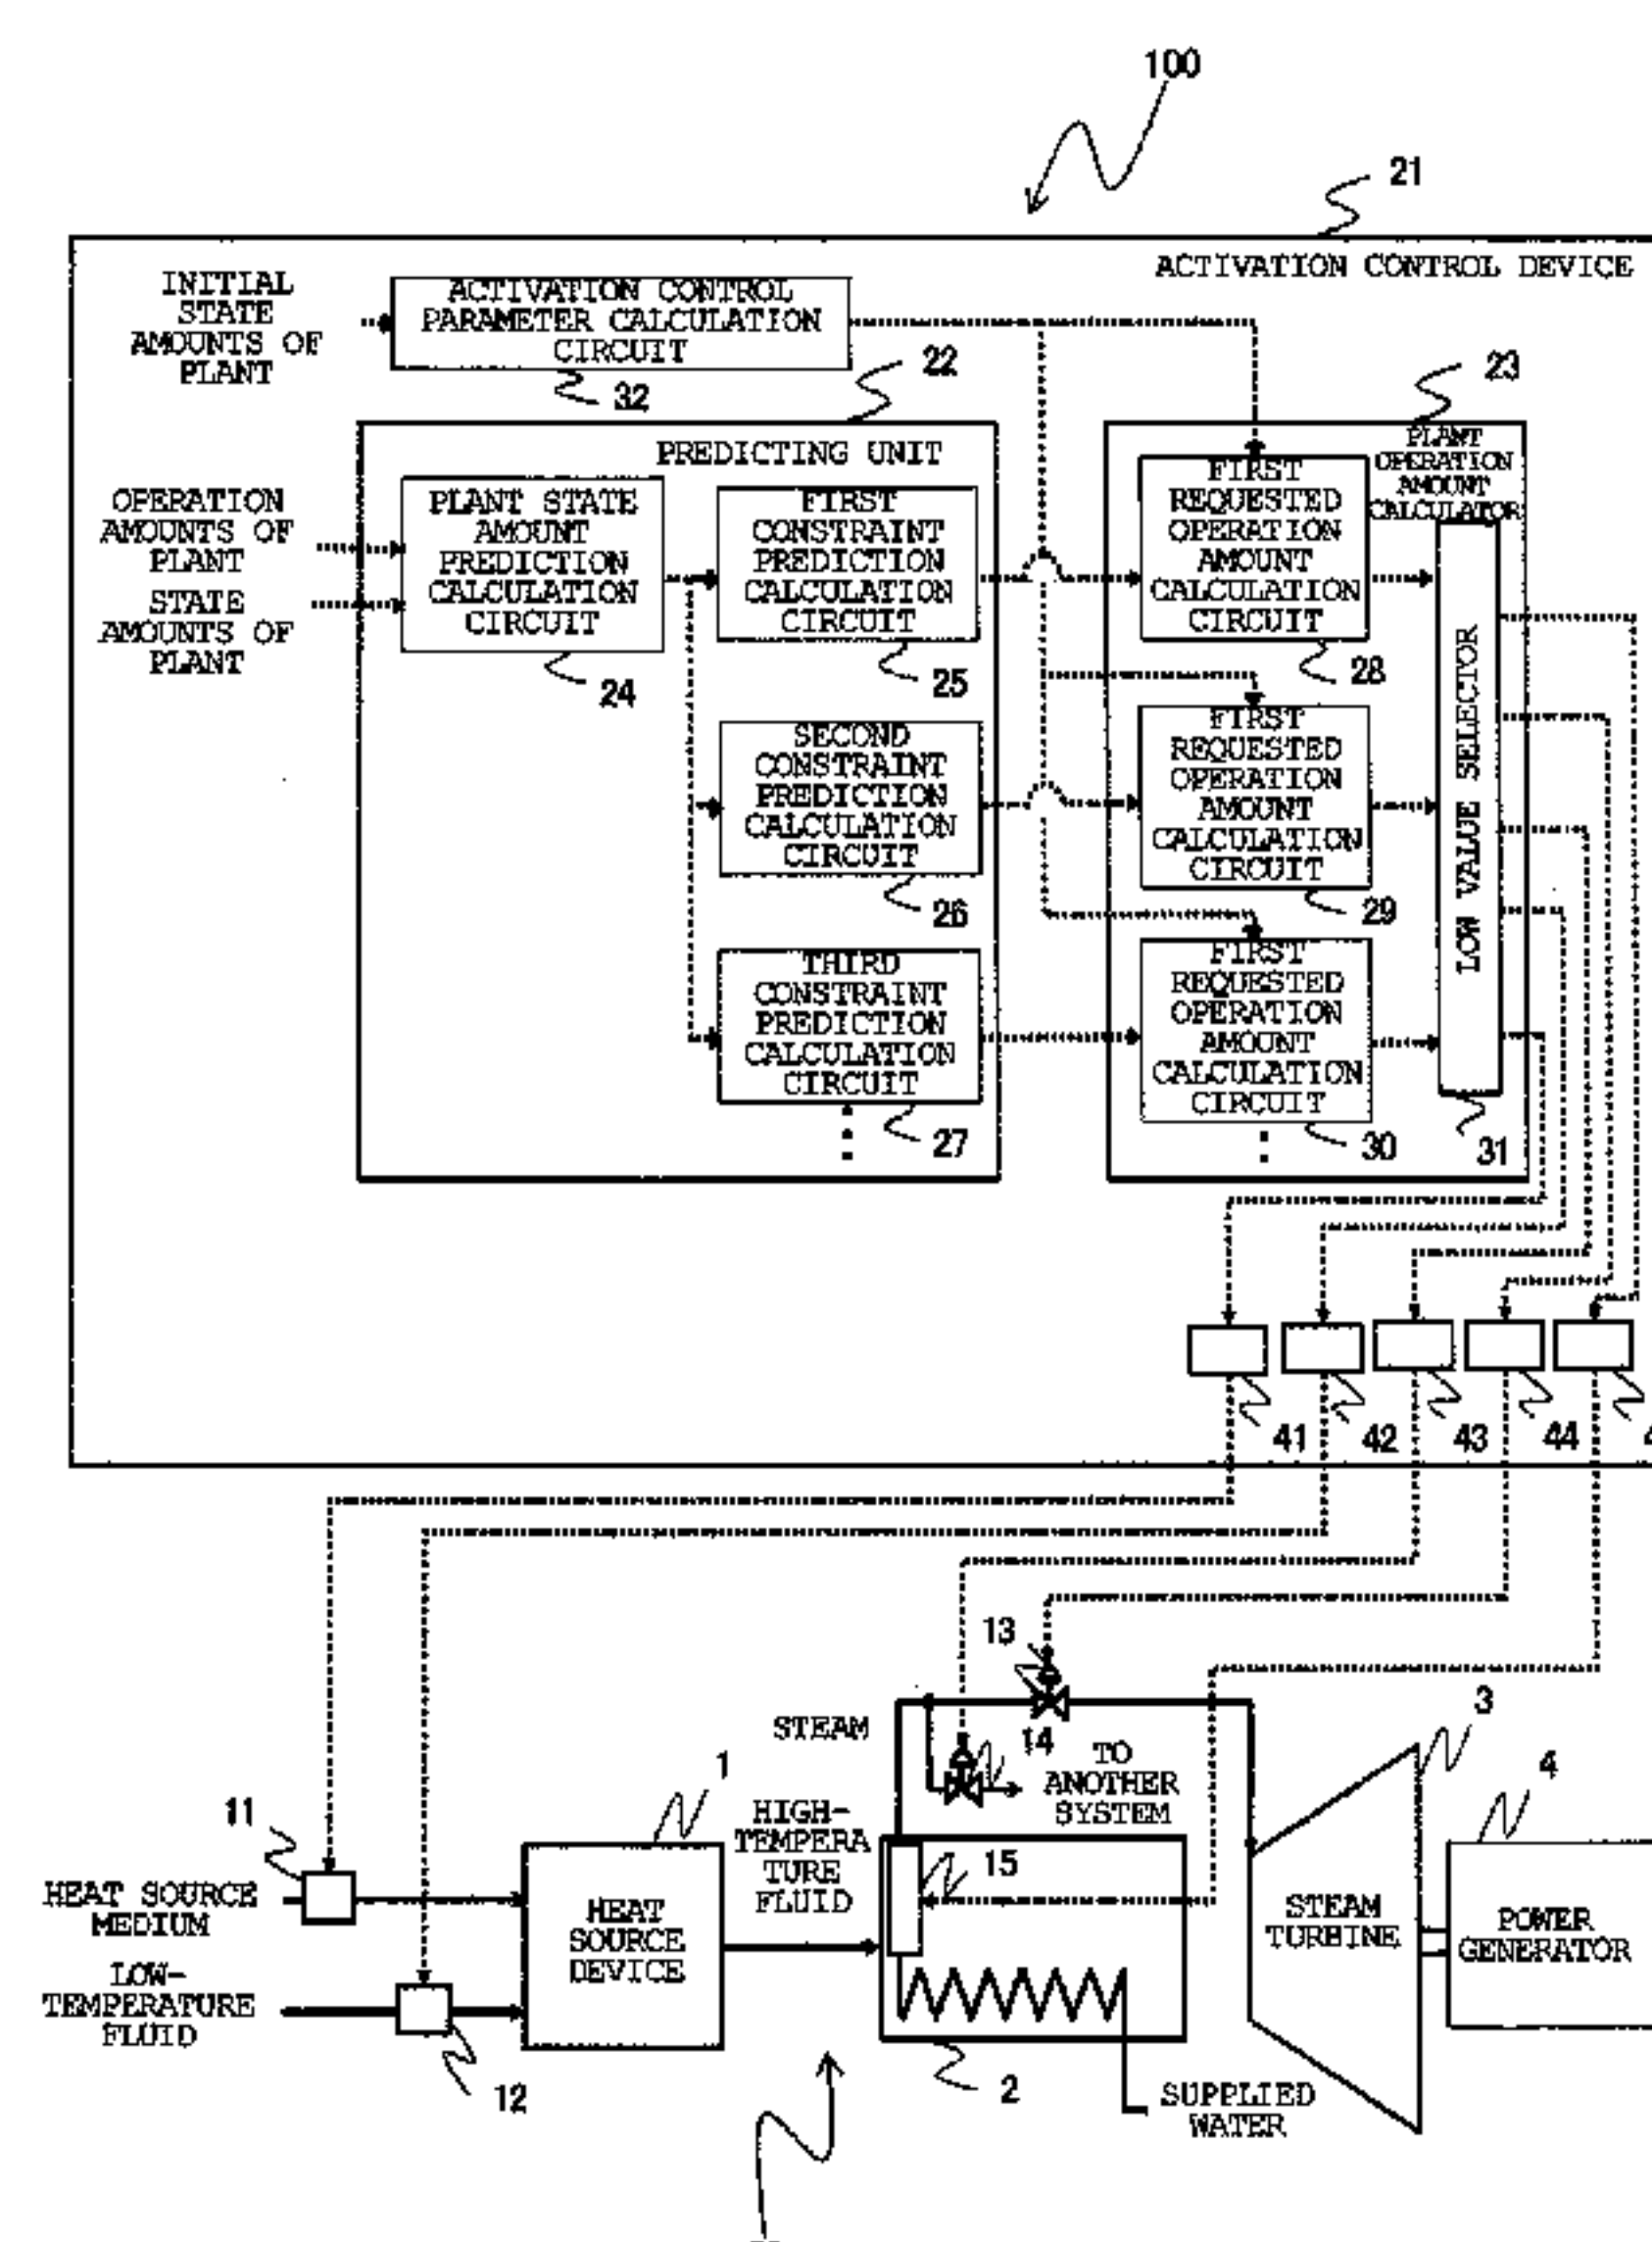 100
21
ACTIVATION CONTROL DEVICE
INITIAL
STATE
AMOUNTS OF
PLANT
ACTIVATION CONTROL
PARAMETER CALCULATION
CIRCUIT
32
22
23
PREDICTING UNIT
PLANT
OPERATION
AMOUNT
CALCULATOR
OPERATION
AMOUNTS OF
PLANT
STATE
AMOUNTS OF
PLANT
PLANT STATE
AMOUNT
PREDICTION
CALCULATION
CIRCUIT
24
FIRST
CONSTRAINT
PREDICTION
CALCULATION
CIRCUIT
25
FIRST
REQUESTED
OPERATION
AMOUNT
CALCULATION
CIRCUIT
28
SECOND
CONSTRAINT
PREDICTION
CALCULATION
CIRCUIT
26
FIRST
REQUESTED
OPERATION
AMOUNT
CALCULATION
CIRCUIT
29
THIRD
CONSTRAINT
PREDICTION
CALCULATION
CIRCUIT
27
FIRST
REQUESTED
OPERATION
AMOUNT
CALCULATION
CIRCUIT
30
LOW VALUE SELECTOR
31
41
42
43
44
13
STEAM
14
TO
ANOTHER
SYSTEM
3
1
4
11
HIGH-
TEMPERA
TURE
FLUID
15
HEAT SOURCE
MEDIUM
HEAT
SOURCE
DEVICE
STEAM
TURBINE
POWER
GENERATOR
LOW-
TEMPERATURE
FLUID
12
2
SUPPLIED
WATER